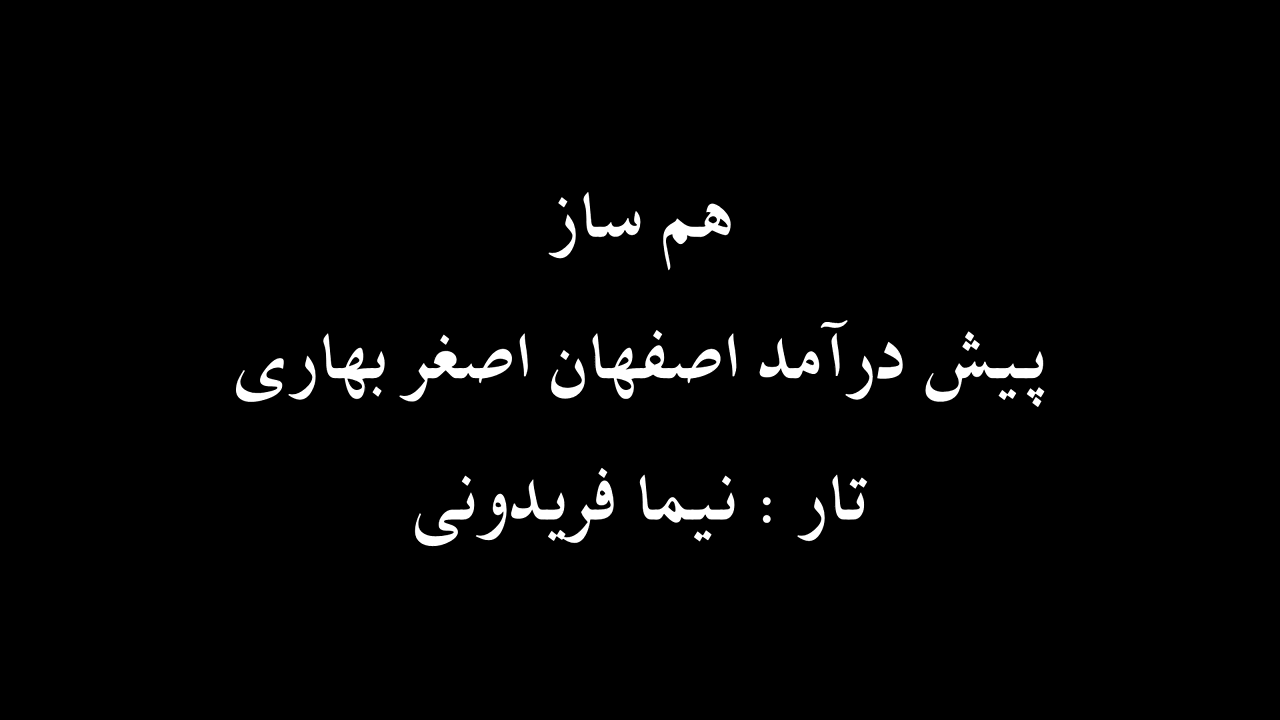 هم ساز
پیش درآمد اصفهان اصغر بهاری
تار : نیما فریدونی